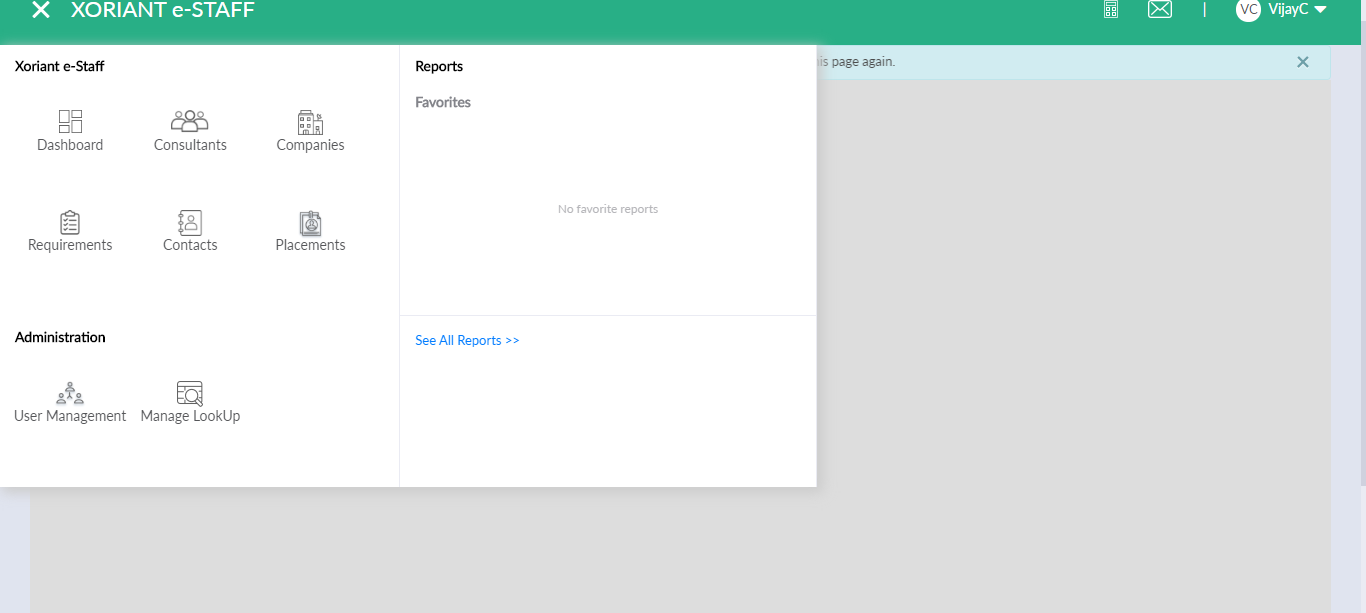 XORIANT e-STAFF
| VC VijayC
page again.
Xoriant e-Staff
Dashboard Consultants Companies
Requirements Contacts Placements
Administration
User Management Manage LookUp
Reports
Favorites
No favorite reports
See All Reports >>